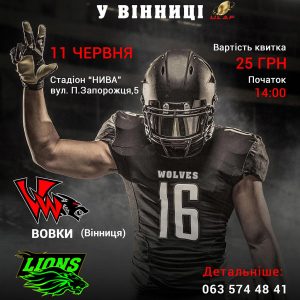 У ВІННИЦІ
ULAF
11 ЧЕРВНЯ
Стадіон "НИВА"
вул. П.Запорожця,5
Вартість квитка
25 ГРН
Початок
14:00
WOLVES
16
ВОВКИ (Вінниця)
LIONS
Детальніше:
063 574 48 41